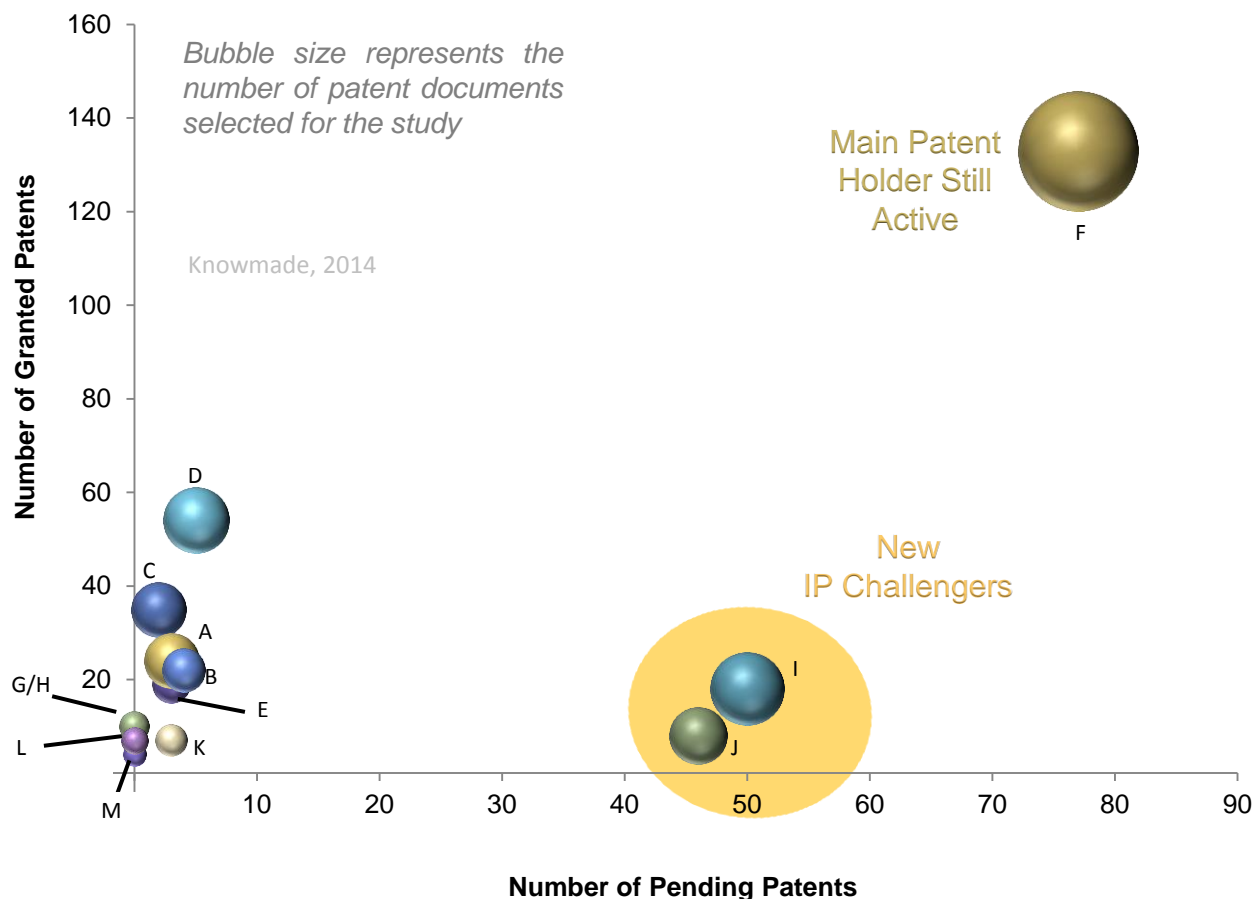 160
140
120
100
80
60
40
20
Number of Granted Patents
Bubble size represents the
number of patent documents
selected for the study
Knowmade, 2014
Main Patent
Holder Still
Active
F
D
C
A
B
G/H
E
L
K
M
New
IP Challengers
I
J
10 20 30 40 50 60 70 80 90
Number of Pending Patents